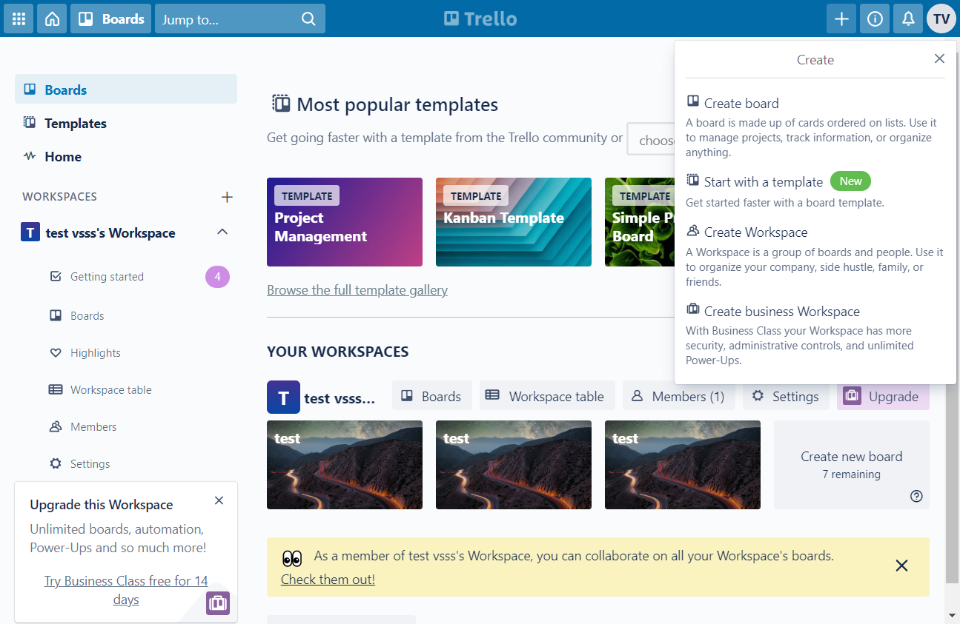 Boards
Jump to...
Trello
TV
Boards
Templates
Home
WORKSPACES
T
test vsss's Workspace
Getting started
4
Boards
Highlights
Workspace table
Members
Settings
Upgrade this Workspace
Unlimited boards, automation,
Power-Ups and so much more!
Try Business Class free for 14
days
Most popular templates
Get going faster with a template from the Trello community or
TEMPLATE
Project
Management
TEMPLATE
Kanban Template
TEMPLATE
Simple
Board
Browse the full template gallery
YOUR WORKSPACES
T
test vsss...
Boards
Workspace table
Members (1)
Settings
Upgrade
test
test
test
Create new board
7 remaining
As a member of test vsss's Workspace, you can collaborate on all your Workspace's boards.
Check them out!
Create
Create board
A board is made up of cards ordered on lists. Use it
to manage projects, track information, or organize
anything.
Start with a template
New
Get started faster with a board template.
Create Workspace
A Workspace is a group of boards and people. Use it
to organize your company, side hustle, family, or
friends.
Create business Workspace
With Business Class your Workspace has more
security, administrative controls, and unlimited
Power-Ups.